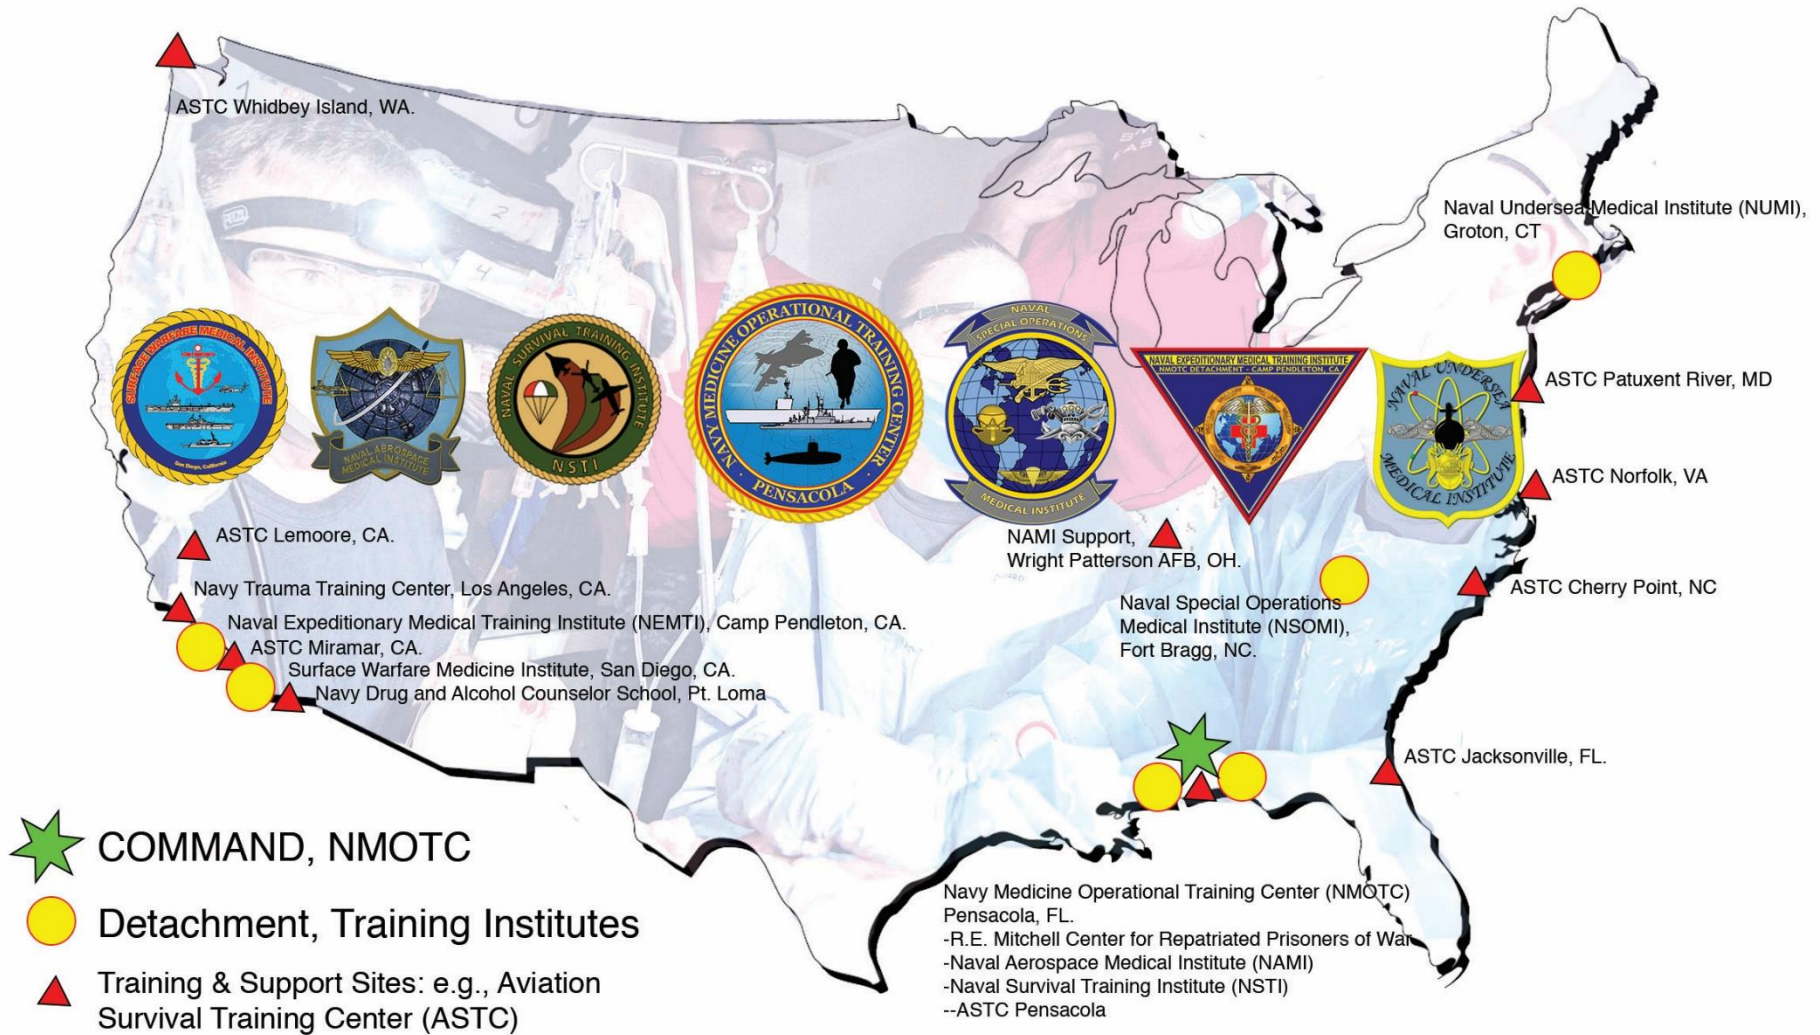 ASTC Whidbey Island, WA.
Naval Undersea Medical Institute (NUMI),
Groton, CT
SURFACE WARFARE MEDICAL INSTITUTE
San Diego, California
NAVAL AEROSPACE
MEDICAL INSTITUTE
NAVAL SURVIVAL TRAINING INSTITUTE
NSTI
NAVY MEDICINE OPERATIONAL TRAINING CENTER
PENSACOLA
NAVAL
SPECIAL OPERATIONS
MEDICAL INSTITUTE
NAVAL EXPEDITIONARY MEDICAL TRAINING INSTITUTE
NMOTC DETACHMENT - CAMP PENDLETON, CA
NAVAL UNDERSEA
MEDICAL INSTITUTE
ASTC Patuxent River, MD
ASTC Norfolk, VA
ASTC Lemoore, CA.
NAMI Support,
Wright Patterson AFB, OH.
ASTC Cherry Point, NC
Navy Trauma Training Center, Los Angeles, CA.
Naval Expeditionary Medical Training Institute (NEMTI), Camp Pendleton, CA.
ASTC Miramar, CA.
Surface Warfare Medicine Institute, San Diego, CA.
Navy Drug and Alcohol Counselor School, Pt. Loma
Naval Special Operations
Medical Institute (NSOMI),
Fort Bragg, NC.
ASTC Jacksonville, FL.
COMMAND, NMOTC
Detachment, Training Institutes
Training & Support Sites: e.g., Aviation
Survival Training Center (ASTC)
Navy Medicine Operational Training Center (NMOTC)
Pensacola, FL.
-R.E. Mitchell Center for Repatriated Prisoners of War
-Naval Aerospace Medical Institute (NAMI)
-Naval Survival Training Institute (NSTI)
--ASTC Pensacola
PETZL